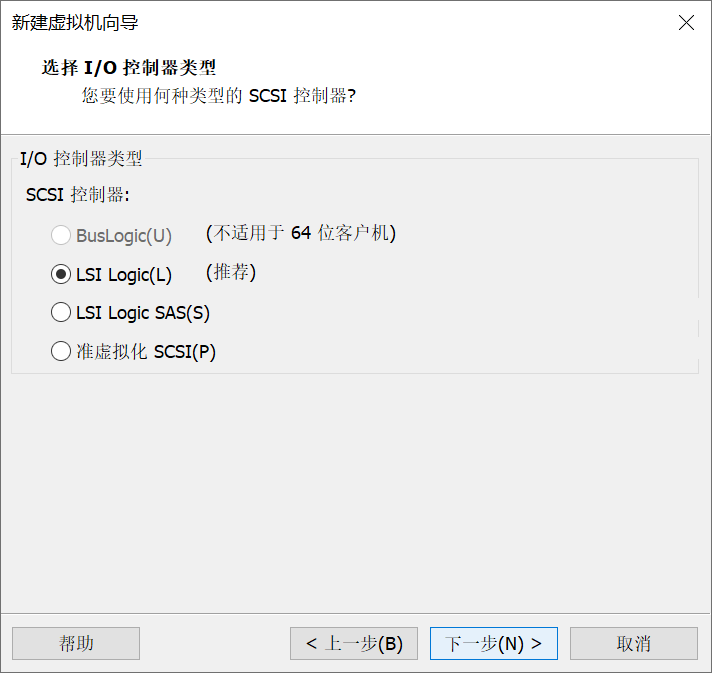 新建虚拟机向导
选择 I/O 控制器类型
您要使用何种类型的 SCSI 控制器?
I/O 控制器类型
SCSI 控制器:
BusLogic(U) (不适用于 64 位客户机)
LSI Logic(L) (推荐)
LSI Logic SAS(S)
准虚拟化 SCSI(P)
帮助 < 上一步(B) 下一步(N) > 取消